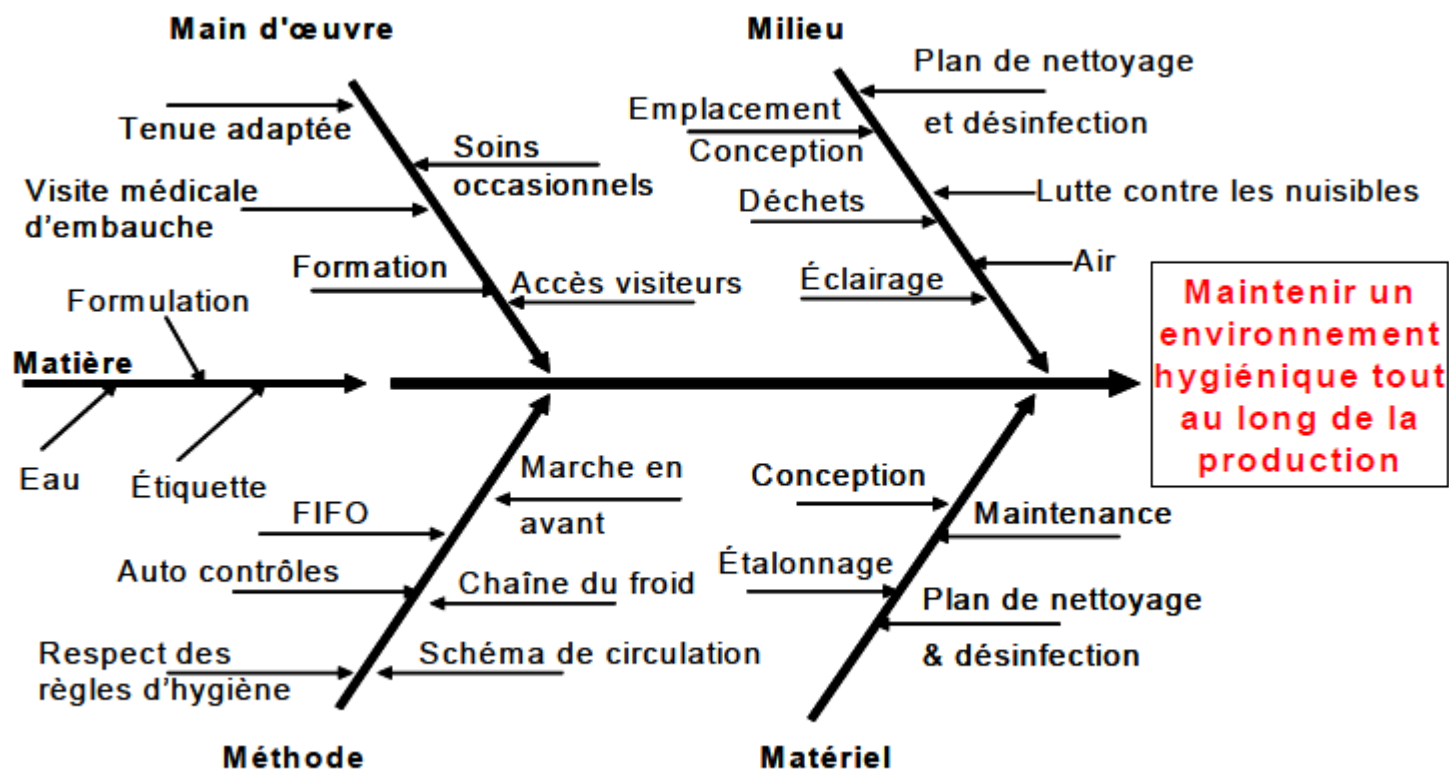 Main d'œuvre
Milieu
Plan de nettoyage
et désinfection
Emplacement
Conception
Tenue adaptée
Soins
occasionnels
Visite médicale
d'embauche
Lutte contre les nuisibles
Déchets
Formation
Accès visiteurs
Air
Éclairage
Formulation
Matière
Maintenir un
environnement
hygiénique tout
au long de la
production
Eau
Étiquette
Marche en
avant
FIFO
Conception
Maintenance
Auto contrôles
Chaîne du froid
Étalonnage
Plan de nettoyage
& désinfection
Respect des
règles d'hygiène
Schéma de circulation
Méthode
Matériel